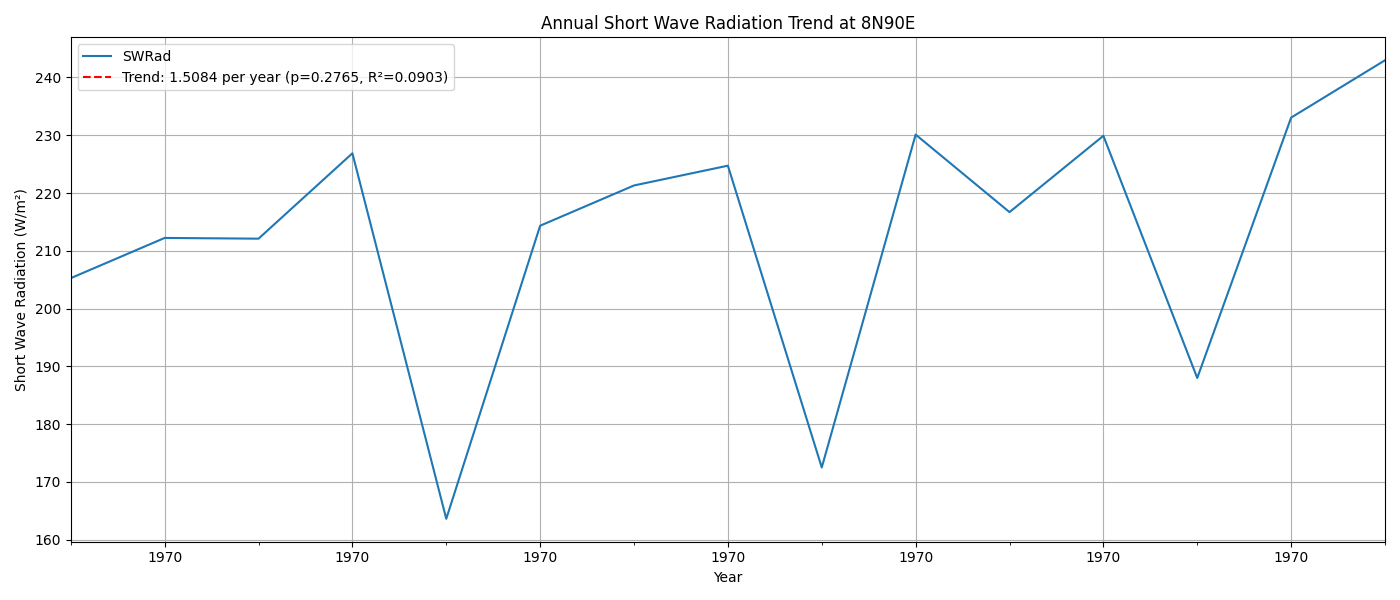 Annual Short Wave Radiation Trend at 8N90E
SWRad
Trend: 1.5084 per year (p=0.2765, R²=0.0903)
Short Wave Radiation (W/m²)
240
230
220
210
200
190
180
170
160
1970 1970 1970 1970 1970 1970 1970
Year